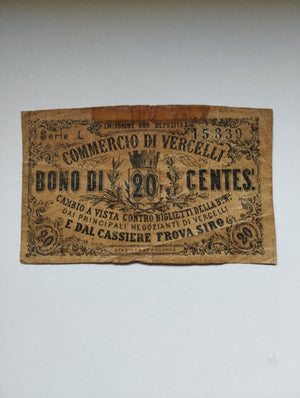 EMISSIONE CON DEPOSITO
Serie L 15339
COMMERCIO DI VERCELLI
BONO DI 20 CENTES.
CAMBIO A VISTA CONTRO BIGLIETTI DELLA B.N.
DAI PRINCIPALI NEGOZIANTI DI VERCELLI
20 E DAL CASSIERE FROVA SIRO 20